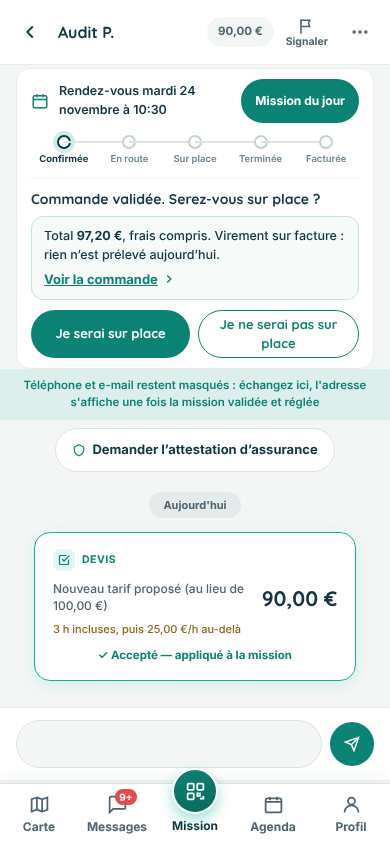 Audit P.
90,00 €
Signaler
Rendez-vous mardi 24
novembre à 10:30
Mission du jour
Confirmée
En route
Sur place
Terminée
Facturée
Commande validée. Serez-vous sur place ?
Total 97,20 €, frais compris. Virement sur facture :
rien n'est prélevé aujourd'hui.
Voir la commande
Je serai sur place
Je ne serai pas sur
place
Téléphone et e-mail restent masqués : échangez ici, l'adresse
s'affiche une fois la mission validée et réglée
Demander l'attestation d'assurance
Aujourd'hui
DEVIS
Nouveau tarif proposé (au lieu de
100,00 €)
90,00 €
3 h incluses, puis 25,00 €/h au-delà
✓ Accepté — appliqué à la mission
9+
Carte
Messages
Mission
Agenda
Profil